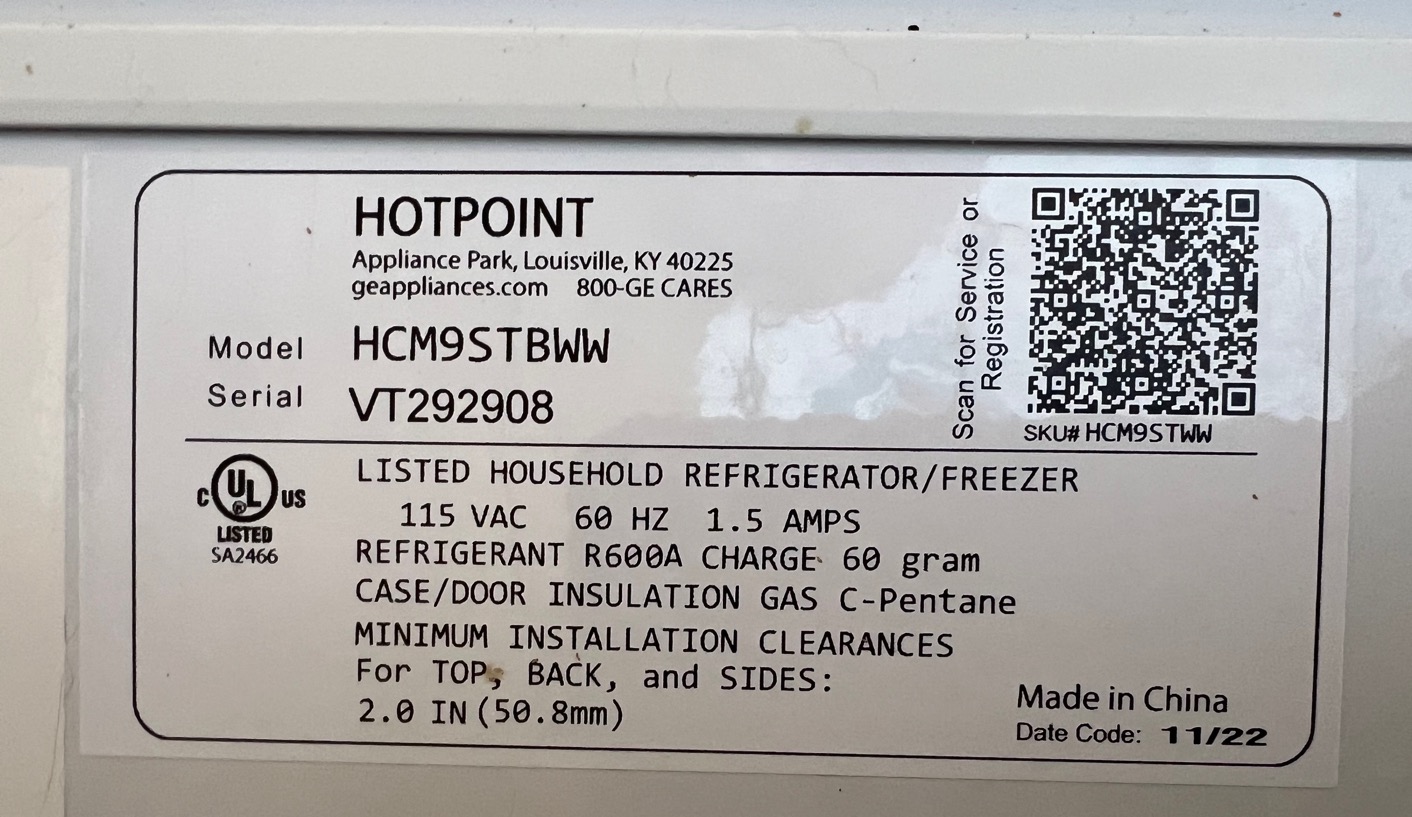 HOTPOINT
Appliance Park, Louisville, KY 40225
geappliances.com 800-GE CARES
Model HCM9STBWW
Serial VT292908
Scan for Service or
Registration
SKU# HCM9STWW
C UL ® US
LISTED
SA2466
LISTED HOUSEHOLD REFRIGERATOR/FREEZER
115 VAC 60 HZ 1.5 AMPS
REFRIGERANT R600A CHARGE 60 gram
CASE/DOOR INSULATION GAS C-Pentane
MINIMUM INSTALLATION CLEARANCES
For TOP, BACK, and SIDES:
2.0 IN (50.8mm)
Made in China
Date Code: 11/22